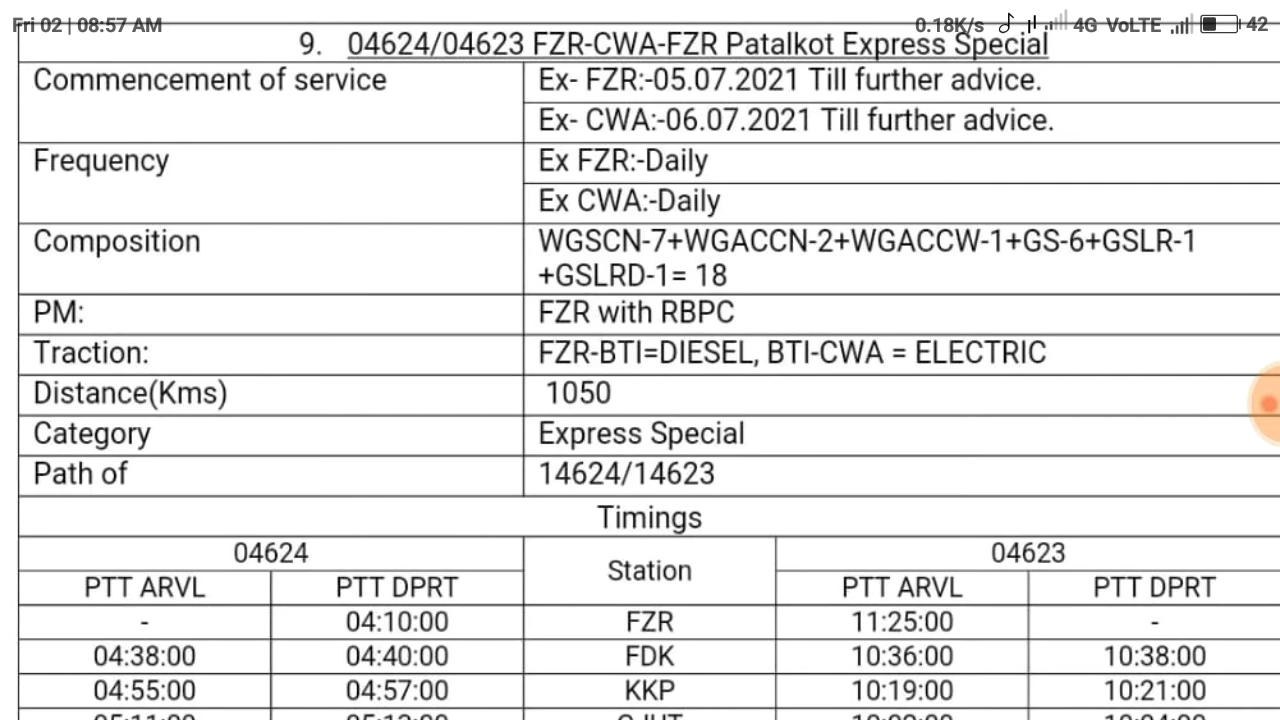 Fri 02 | 08:57 AM 0.18K/s 4G VoLTE 42
9. 04624/04623 FZR-CWA-FZR Patalkot Express Special
Commencement of service Ex- FZR:-05.07.2021 Till further advice.
Ex- CWA:-06.07.2021 Till further advice.
Frequency Ex FZR:-Daily
Ex CWA:-Daily
Composition WGSCN-7+WGACCN-2+WGACCW-1+GS-6+GSLR-1
+GSLRD-1= 18
PM: FZR with RBPC
Traction: FZR-BTI=DIESEL, BTI-CWA = ELECTRIC
Distance(Kms) 1050
Category Express Special
Path of 14624/14623
Timings
04624 Station 04623
PTT ARVL PTT DPRT PTT ARVL PTT DPRT
- 04:10:00 FZR 11:25:00 -
04:38:00 04:40:00 FDK 10:36:00 10:38:00
04:55:00 04:57:00 KKP 10:19:00 10:21:00